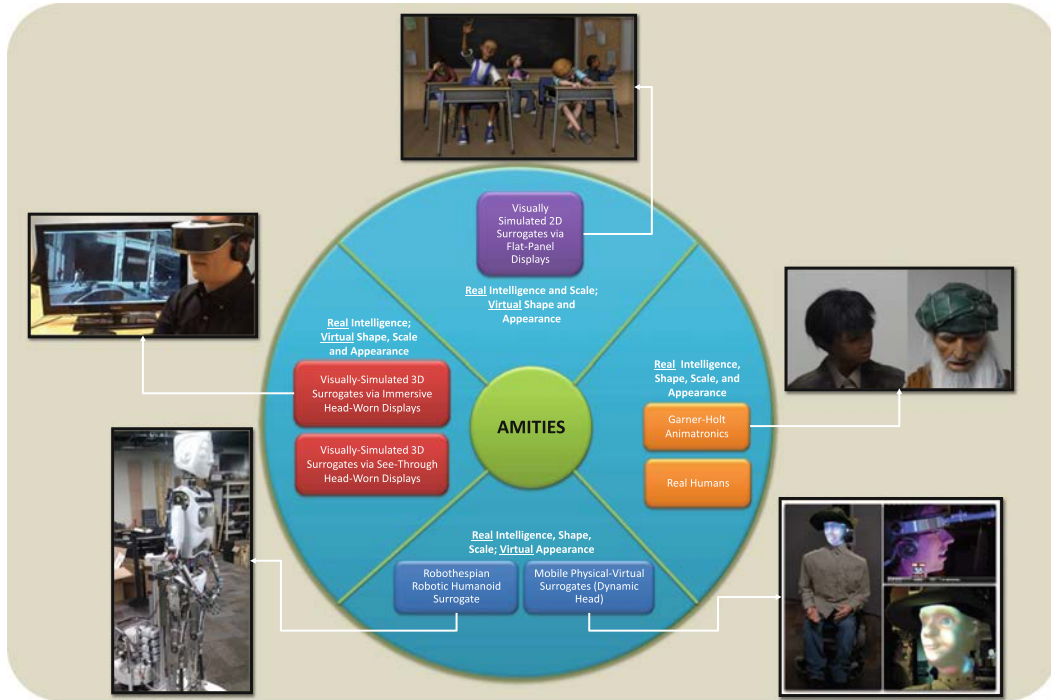 Visually
Simulated 2D
Surrogates via
Flat-Panel
Displays
Real Intelligence and Scale;
Virtual Shape and
Appearance
Real Intelligence;
Virtual Shape, Scale
and Appearance
Visually-Simulated 3D
Surrogates via Immersive
Head-Worn Displays
Visually-Simulated 3D
Surrogates via See-Through
Head-Worn Displays
AMITIES
Real Intelligence,
Shape, Scale, and
Appearance
Garner-Holt
Animatronics
Real Humans
Real Intelligence, Shape,
Scale; Virtual Appearance
Robothespian
Robotic Humanoid
Surrogate
Mobile Physical-Virtual
Surrogates (Dynamic
Head)